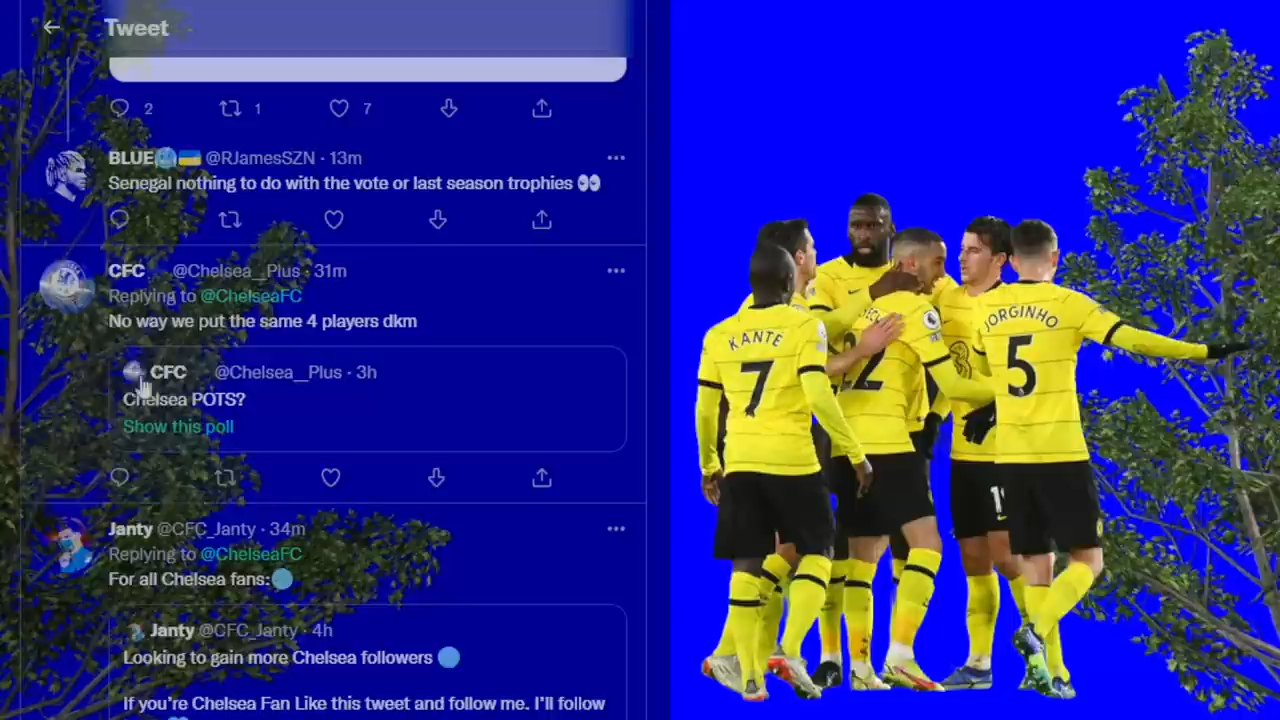 Tweet
2 1 7
BLUE @RJamesSZN · 13m
Senegal nothing to do with the vote or last season trophies 👀
1
CFC @Chelsea__Plus · 31m
Replying to @ChelseaFC
No way we put the same 4 players dkm
CFC @Chelsea__Plus · 3h
Chelsea POTS?
Show this poll
Janty @CFC_Janty · 34m
Replying to @ChelseaFC
For all Chelsea fans:
Janty @CFC_Janty · 4h
Looking to gain more Chelsea followers
If you're Chelsea Fan Like this tweet and follow me. I'll follow
KANTE
7
22
JORGINHO
5